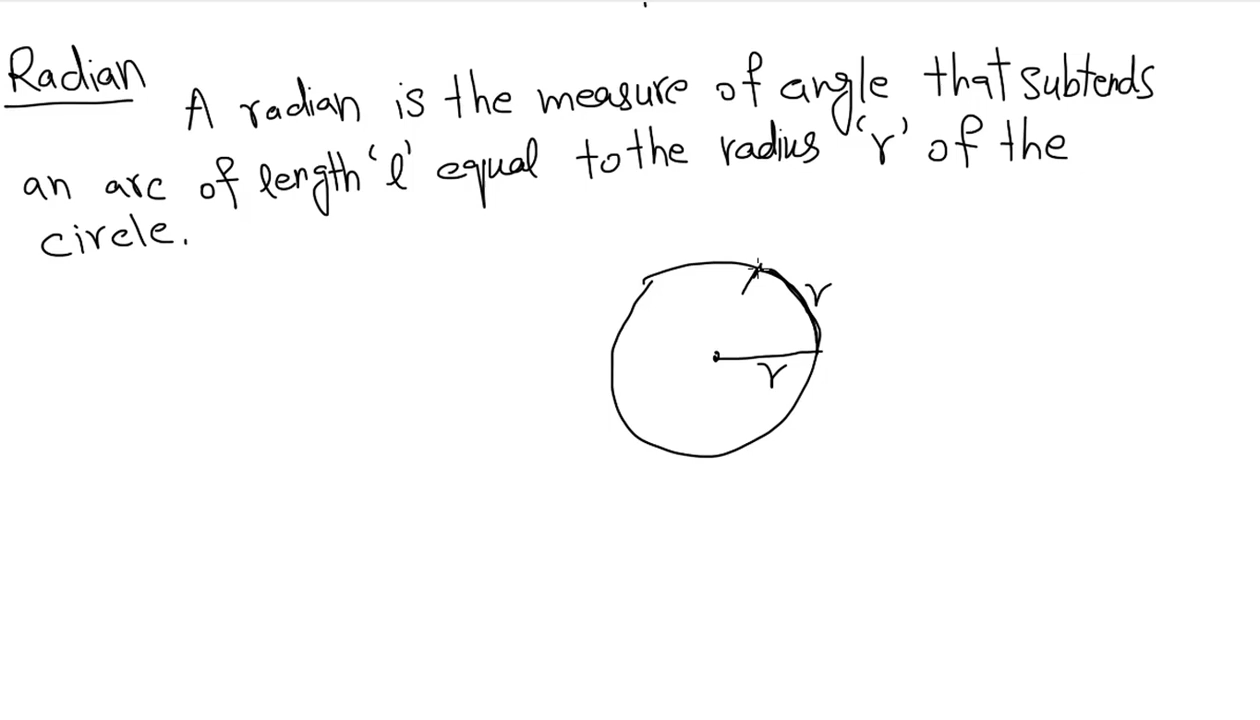 Radian
A radian is the measure of angle that subtends
an arc of length 'l' equal to the radius 'r' of the
circle.
r
r